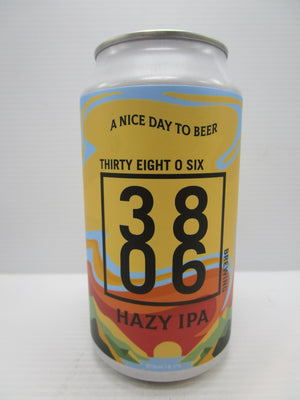 A NICE DAY TO BEER
THIRTY EIGHT O SIX
38
06
BREWING
HAZY IPA